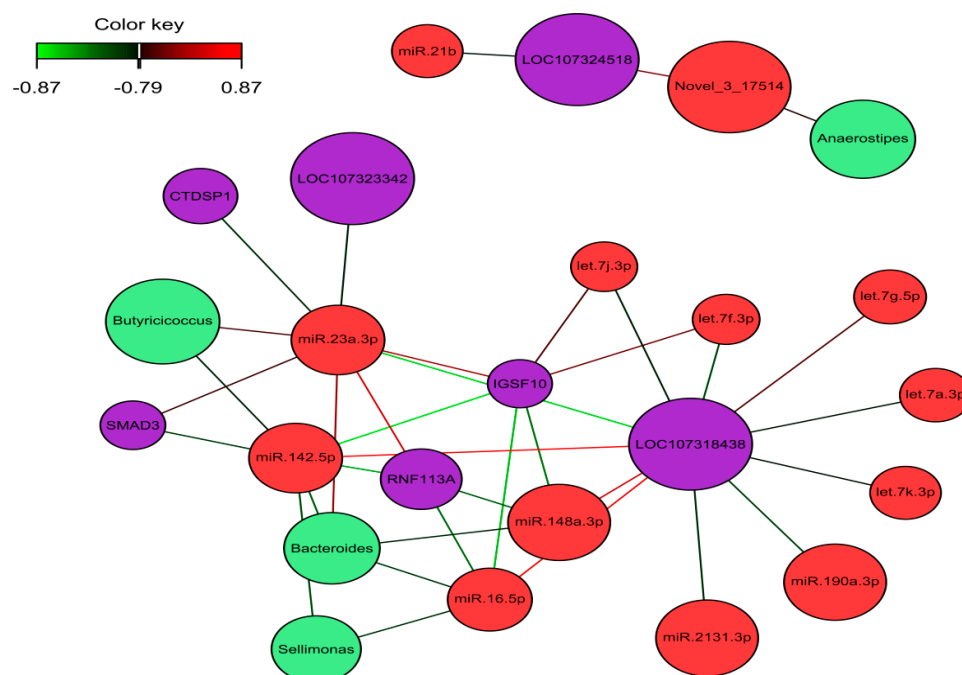 Color key
-0.87 -0.79 0.87
miR.21b
LOC107324518
Novel_3_17514
Anaerostipes
CTDSP1
LOC107323342
let.7j.3p
let.7g.5p
Butyricicoccus
miR.23a.3p
let.7f.3p
IGSF10
let.7a.3p
SMAD3
LOC107318438
miR.142.5p
RNF113A
let.7k.3p
miR.148a.3p
Bacteroides
miR.190a.3p
miR.16.5p
miR.2131.3p
Sellimonas